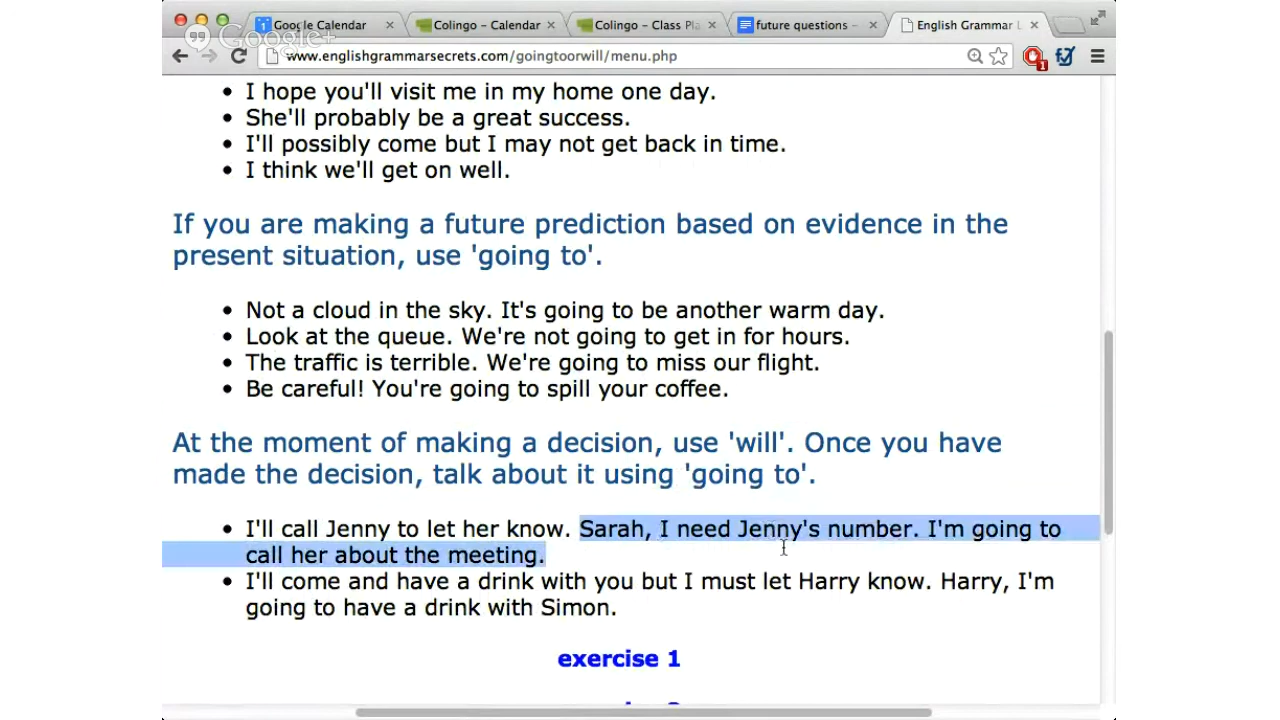 Google Calendar
Colingo – Calendar
Colingo – Class Pla
future questions –
English Grammar L
Google+
www.englishgrammarsecrets.com/goingtoorwill/menu.php
1
I hope you'll visit me in my home one day.
She'll probably be a great success.
I'll possibly come but I may not get back in time.
I think we'll get on well.
If you are making a future prediction based on evidence in the
present situation, use 'going to'.
Not a cloud in the sky. It's going to be another warm day.
Look at the queue. We're not going to get in for hours.
The traffic is terrible. We're going to miss our flight.
Be careful! You're going to spill your coffee.
At the moment of making a decision, use 'will'. Once you have
made the decision, talk about it using 'going to'.
I'll call Jenny to let her know. Sarah, I need Jenny's number. I'm going to
call her about the meeting.
I'll come and have a drink with you but I must let Harry know. Harry, I'm
going to have a drink with Simon.
exercise 1